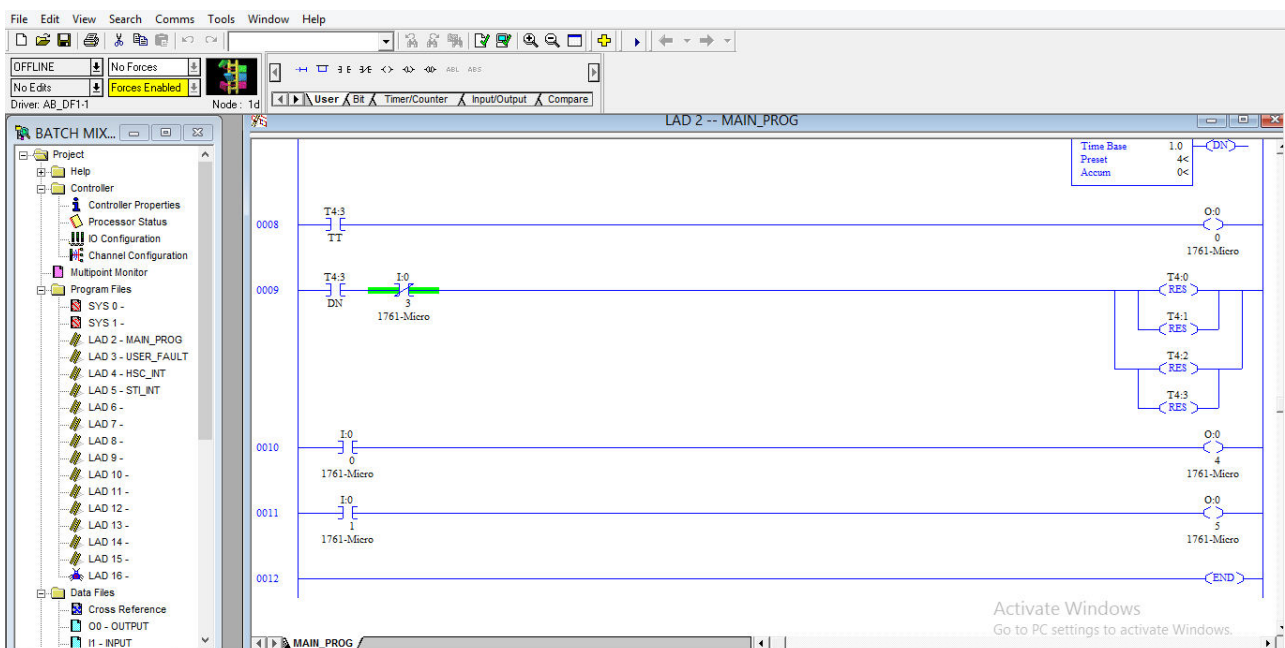 File Edit View Search Comms Tools Window Help
OFFLINE No Forces
No Edits Forces Enabled
Driver: AB_DF1-1 Node : 1d
ABL ABS
User Bit Timer/Counter Input/Output Compare
BATCH MIX...
LAD 2 -- MAIN_PROG
Project
Help
Controller
Controller Properties
Processor Status
IO Configuration
Channel Configuration
Multipoint Monitor
Program Files
SYS 0 -
SYS 1 -
LAD 2 - MAIN_PROG
LAD 3 - USER_FAULT
LAD 4 - HSC_INT
LAD 5 - STI_INT
LAD 6 -
LAD 7 -
LAD 8 -
LAD 9 -
LAD 10 -
LAD 11 -
LAD 12 -
LAD 13 -
LAD 14 -
LAD 15 -
LAD 16 -
Data Files
Cross Reference
O0 - OUTPUT
I1 - INPUT
Time Base 1.0 DN
Preset 4<
Accum 0<
T4:3 O:0
0008
TT 0
1761-Micro
T4:3 I:0 T4:0
0009 RES
DN 3
1761-Micro
T4:1
RES
T4:2
RES
T4:3
RES
I:0 O:0
0010
0 4
1761-Micro 1761-Micro
I:0 O:0
0011
1 5
1761-Micro 1761-Micro
0012 END
Activate Windows
Go to PC settings to activate Windows.
MAIN_PROG